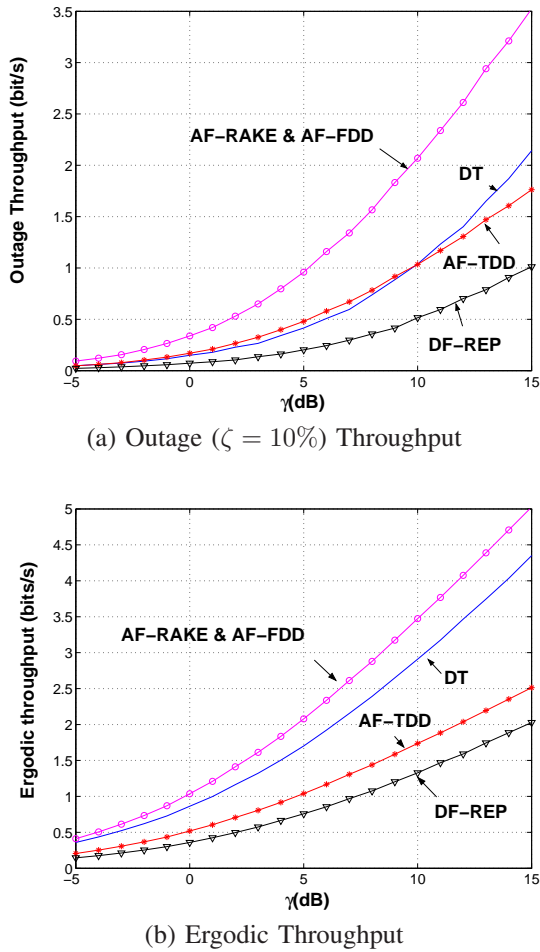 3.5
3
2.5
2
1.5
1
0.5
0
Outage Throughput (bit/s)
AF−RAKE & AF−FDD
DT
AF−TDD
DF−REP
−5 0 5 10 15
γ(dB)
(a) Outage (ζ = 10%) Throughput
5
4.5
4
3.5
3
2.5
2
1.5
1
0.5
0
Ergodic throughput (bits/s)
AF−RAKE & AF−FDD
DT
AF−TDD
DF−REP
−5 0 5 10 15
γ(dB)
(b) Ergodic Throughput